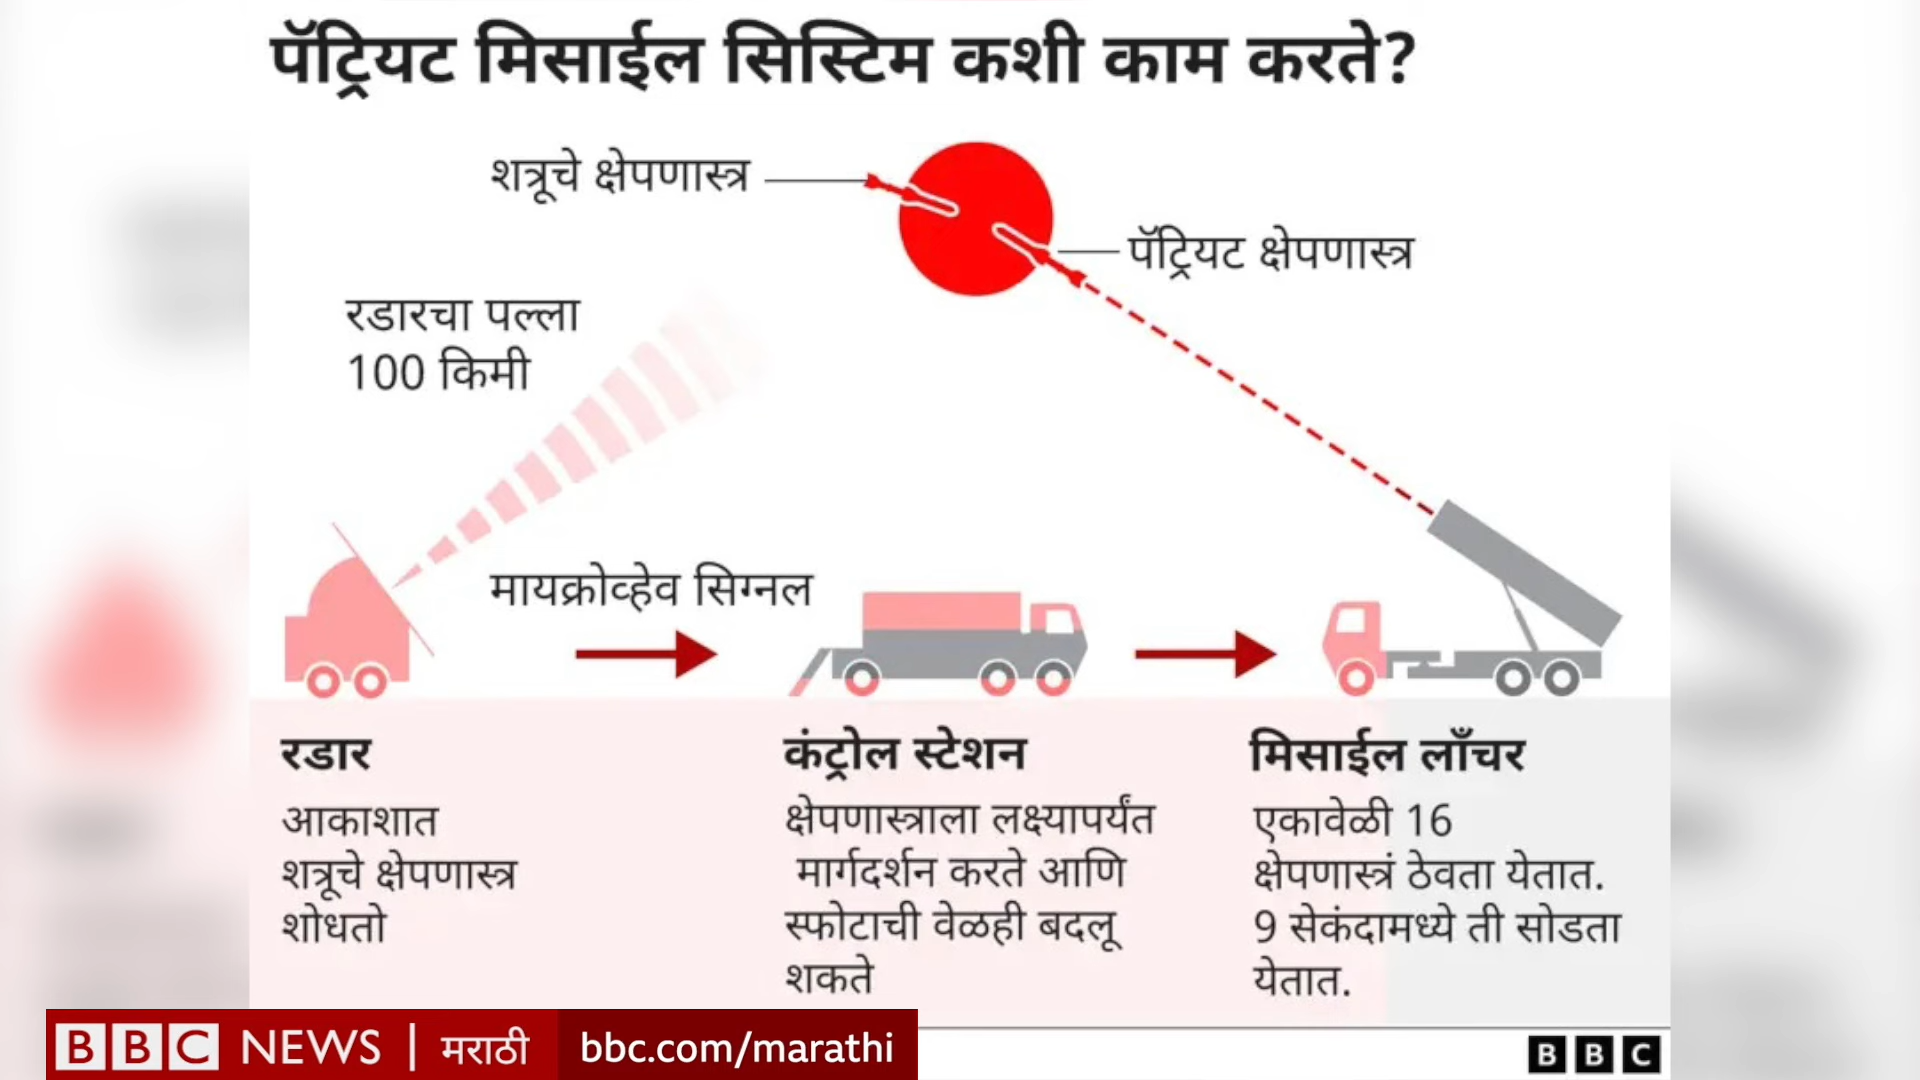 पॅट्रियट मिसाईल सिस्टिम कशी काम करते?
शत्रूचे क्षेपणास्त्र
पॅट्रियट क्षेपणास्त्र
रडारचा पल्ला
100 किमी
मायक्रोव्हेव सिग्नल
रडार
आकाशात
शत्रूचे क्षेपणास्त्र
शोधतो
कंट्रोल स्टेशन
क्षेपणास्त्राला लक्ष्यापर्यंत
मार्गदर्शन करते आणि
स्फोटाची वेळही बदलू
शकते
मिसाईल लाँचर
एकावेळी 16
क्षेपणास्त्रं ठेवता येतात.
9 सेकंदामध्ये ती सोडता
येतात.
BBC NEWS | मराठी bbc.com/marathi
BBC